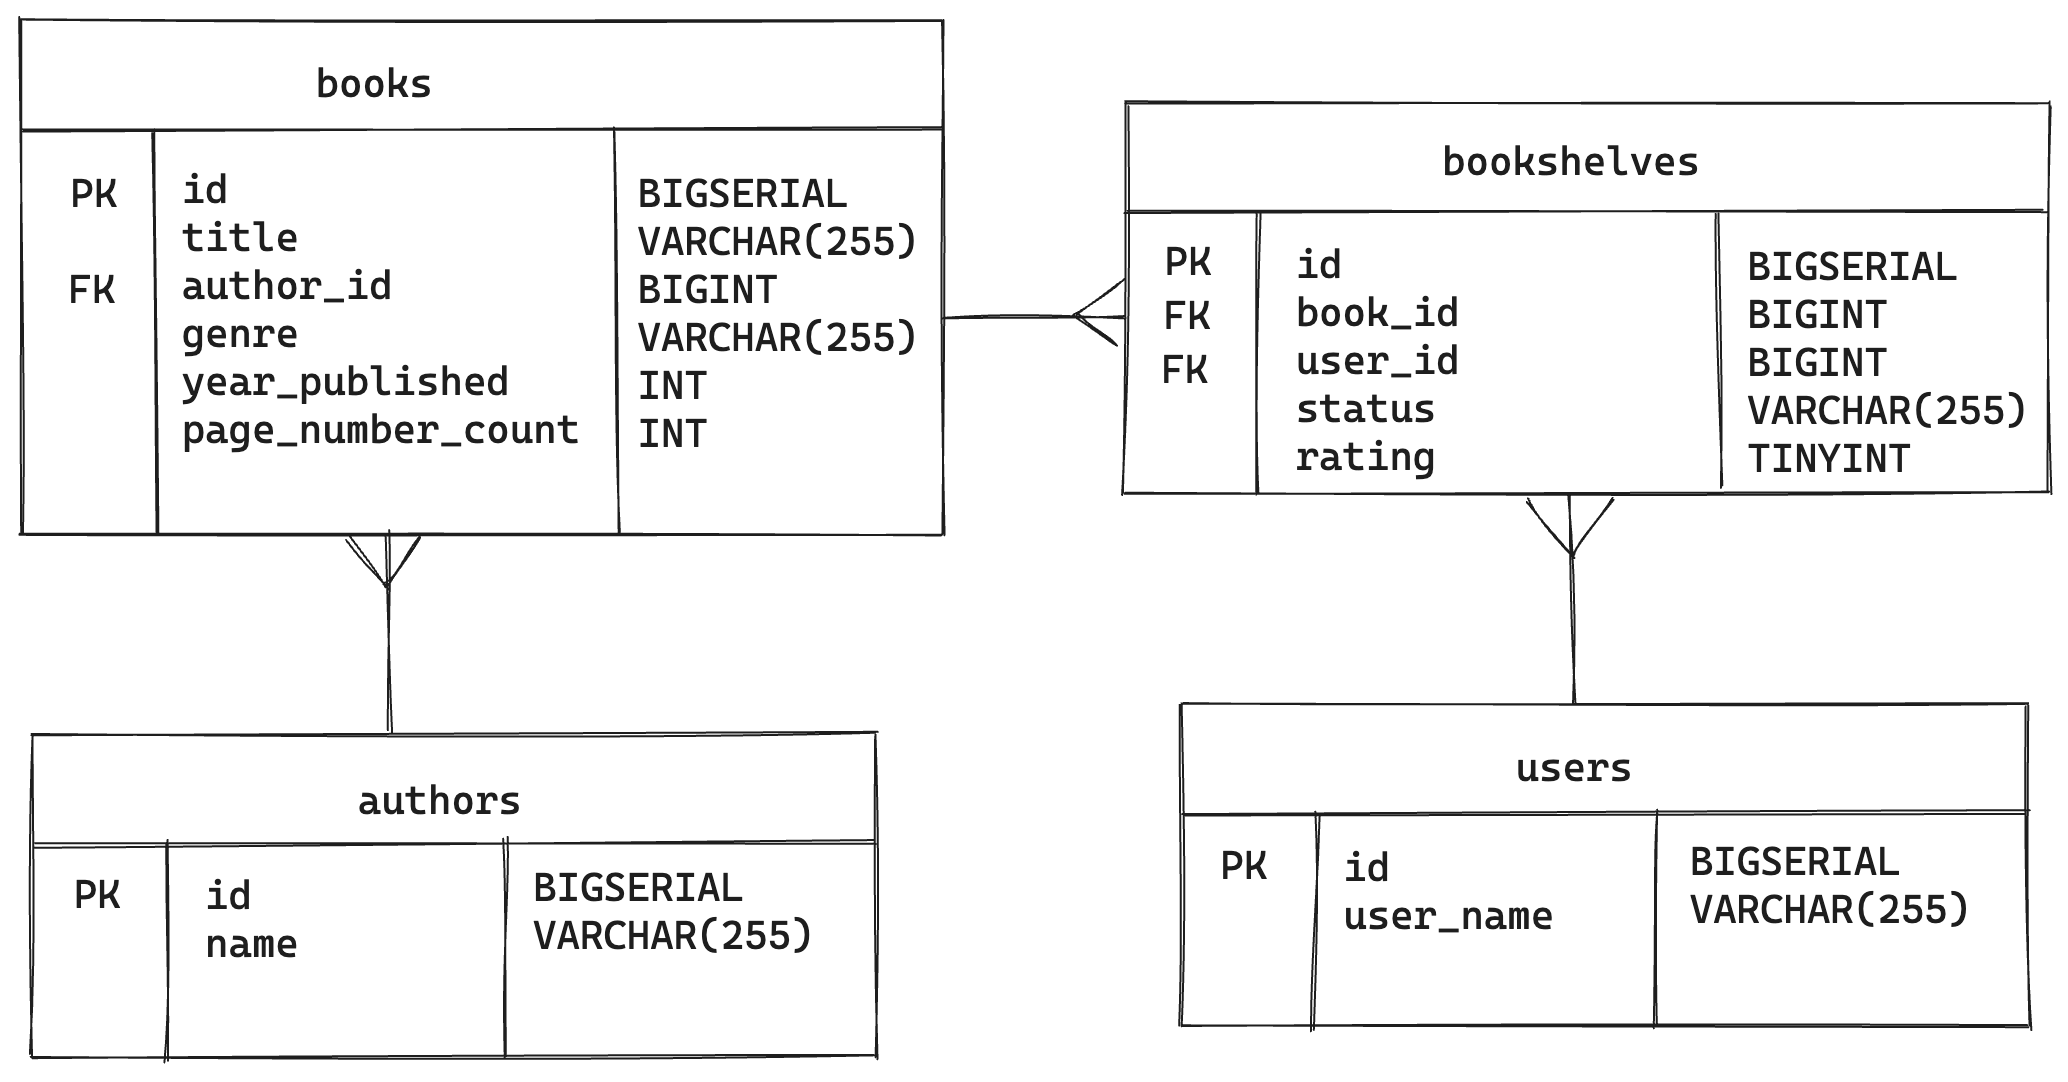 books
PK id BIGSERIAL
title VARCHAR(255)
FK author_id BIGINT
genre VARCHAR(255)
year_published INT
page_number_count INT
bookshelves
PK id BIGSERIAL
FK book_id BIGINT
FK user_id BIGINT
status VARCHAR(255)
rating TINYINT
authors
PK id BIGSERIAL
name VARCHAR(255)
users
PK id BIGSERIAL
user_name VARCHAR(255)